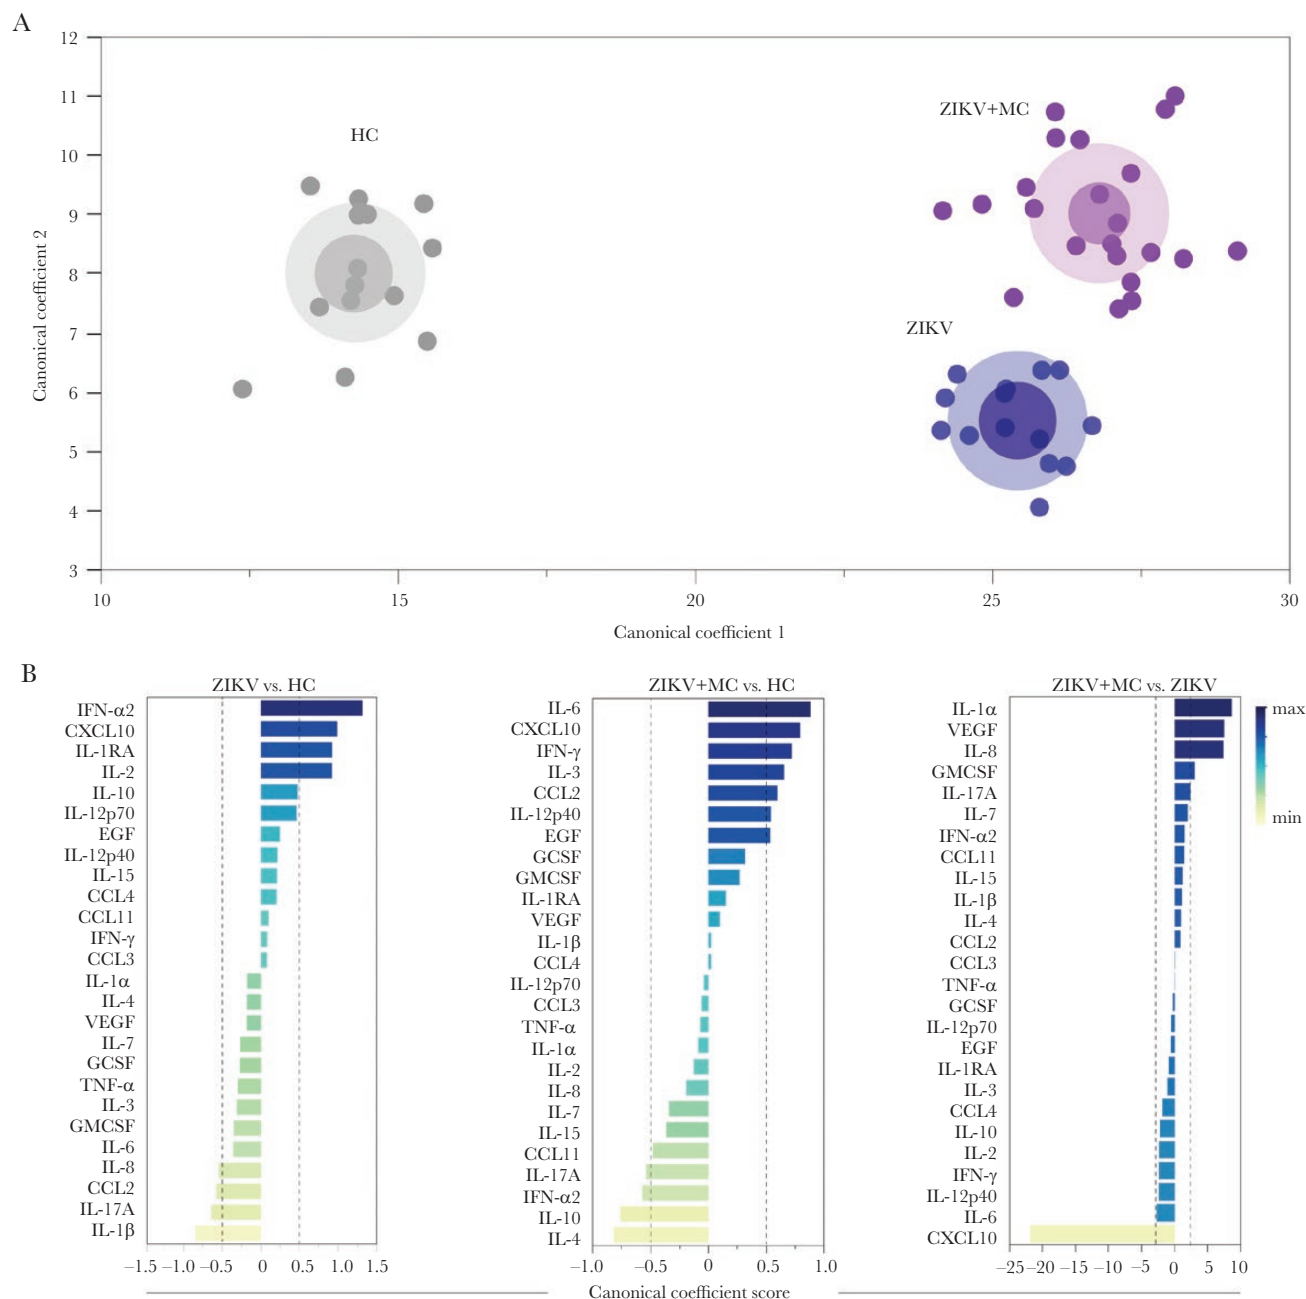 A
12
11
10
9
8
7
6
5
4
3
Canonical coefficient 2
HC
ZIKV+MC
ZIKV
10
15
20
25
30
Canonical coefficient 1
B
ZIKV vs. HC
IFN-α2
CXCL10
IL-1RA
IL-2
IL-10
IL-12p70
EGF
IL-12p40
IL-15
CCL4
CCL11
IFN-γ
CCL3
IL-1α
IL-4
VEGF
IL-7
GCSF
TNF-α
IL-3
GMCSF
IL-6
IL-8
CCL2
IL-17A
IL-1β
−1.5 −1.0 −0.5 0 0.5 1.0 1.5
ZIKV+MC vs. HC
IL-6
CXCL10
IFN-γ
IL-3
CCL2
IL-12p40
EGF
GCSF
GMCSF
IL-1RA
VEGF
IL-1β
CCL4
IL-12p70
CCL3
TNF-α
IL-1α
IL-2
IL-8
IL-7
IL-15
CCL11
IL-17A
IFN-α2
IL-10
IL-4
−1.0 −0.5 0 0.5 1.0
ZIKV+MC vs. ZIKV
IL-1α
VEGF
IL-8
GMCSF
IL-17A
IL-7
IFN-α2
CCL11
IL-15
IL-1β
IL-4
CCL2
CCL3
TNF-α
GCSF
IL-12p70
EGF
IL-1RA
IL-3
CCL4
IL-10
IL-2
IFN-γ
IL-12p40
IL-6
CXCL10
−25 −20 −15 −10 −5 0 5 10
max
min
Canonical coefficient score